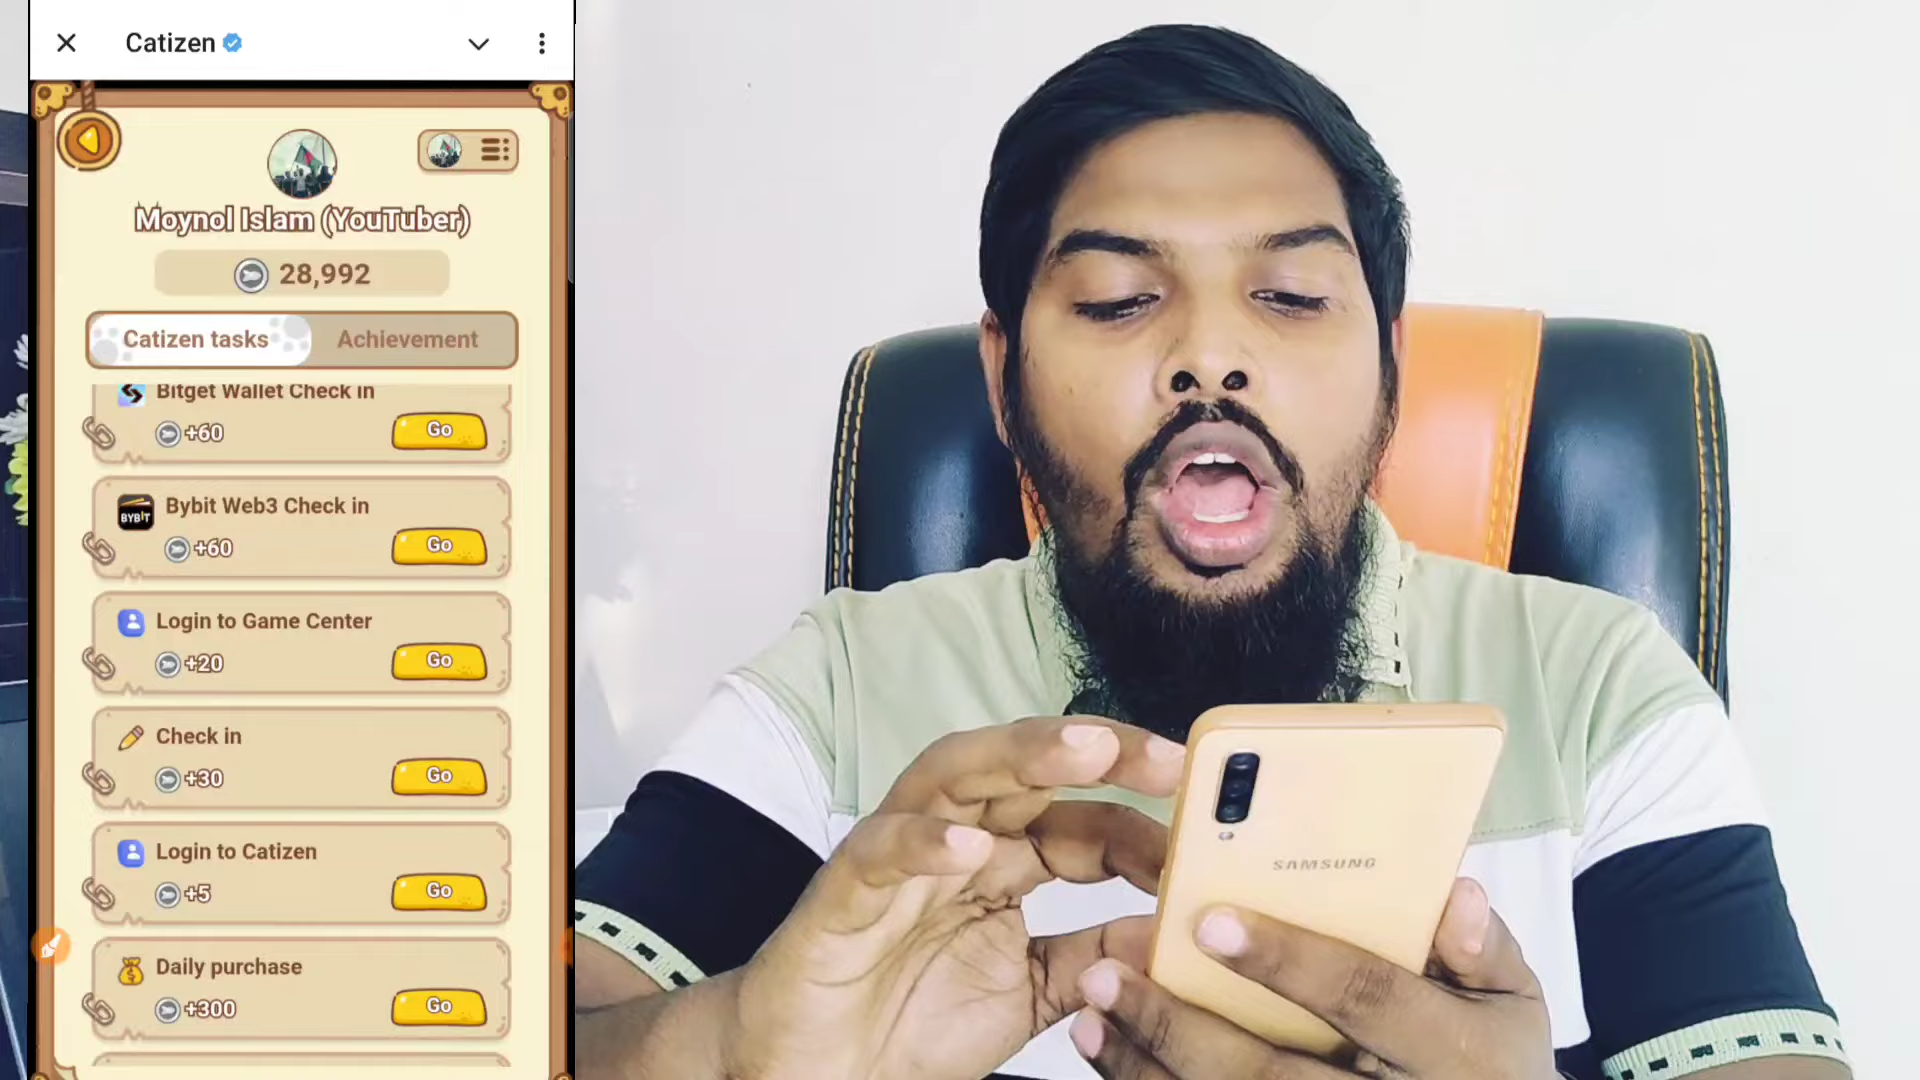 Catizen
Moynol Islam (YouTuber)
28,992
Catizen tasks
Achievement
Bitget Wallet Check in
+60
Go
BYBIT
Bybit Web3 Check in
+60
Go
Login to Game Center
+20
Go
Check in
+30
Go
Login to Catizen
+5
Go
Daily purchase
+300
Go
SAMSUNG